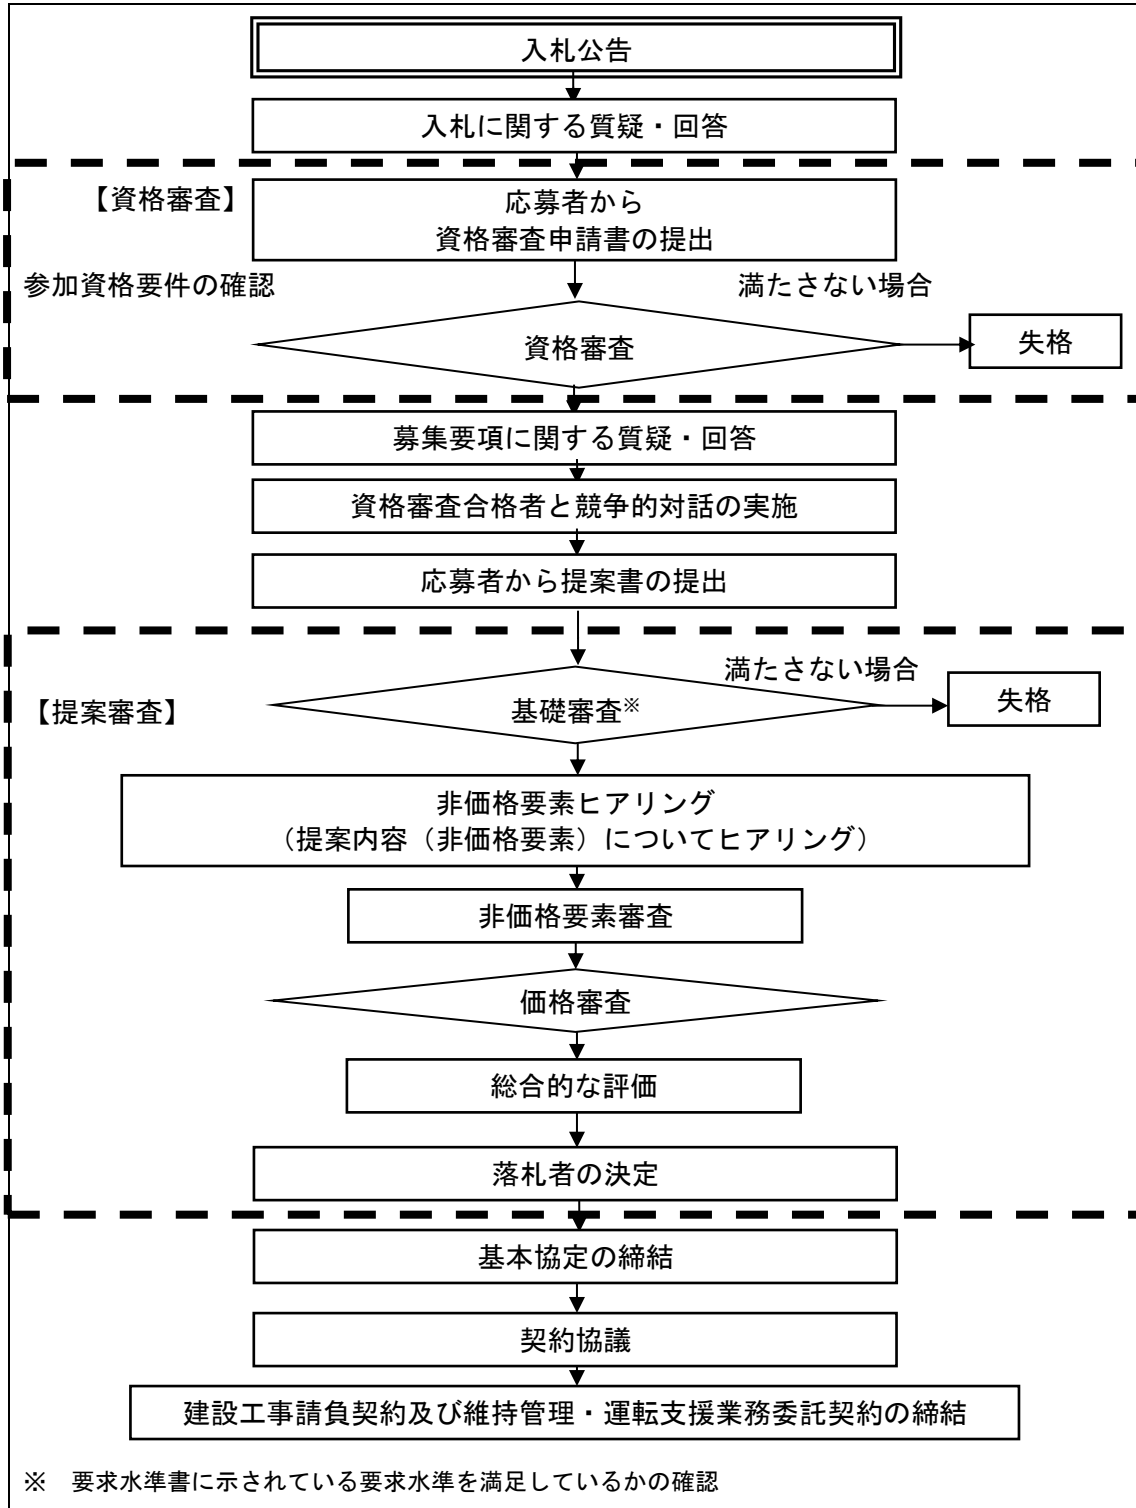 入札公告
入札に関する質疑・回答
【資格審査】
応募者から
資格審査申請書の提出
参加資格要件の確認
満たさない場合
資格審査
失格
募集要項に関する質疑・回答
資格審査合格者と競争的対話の実施
応募者から提案書の提出
満たさない場合
【提案審査】
基礎審査※
失格
非価格要素ヒアリング
（提案内容（非価格要素）についてヒアリング）
非価格要素審査
価格審査
総合的な評価
落札者の決定
基本協定の締結
契約協議
建設工事請負契約及び維持管理・運転支援業務委託契約の締結
※　要求水準書に示されている要求水準を満足しているかの確認